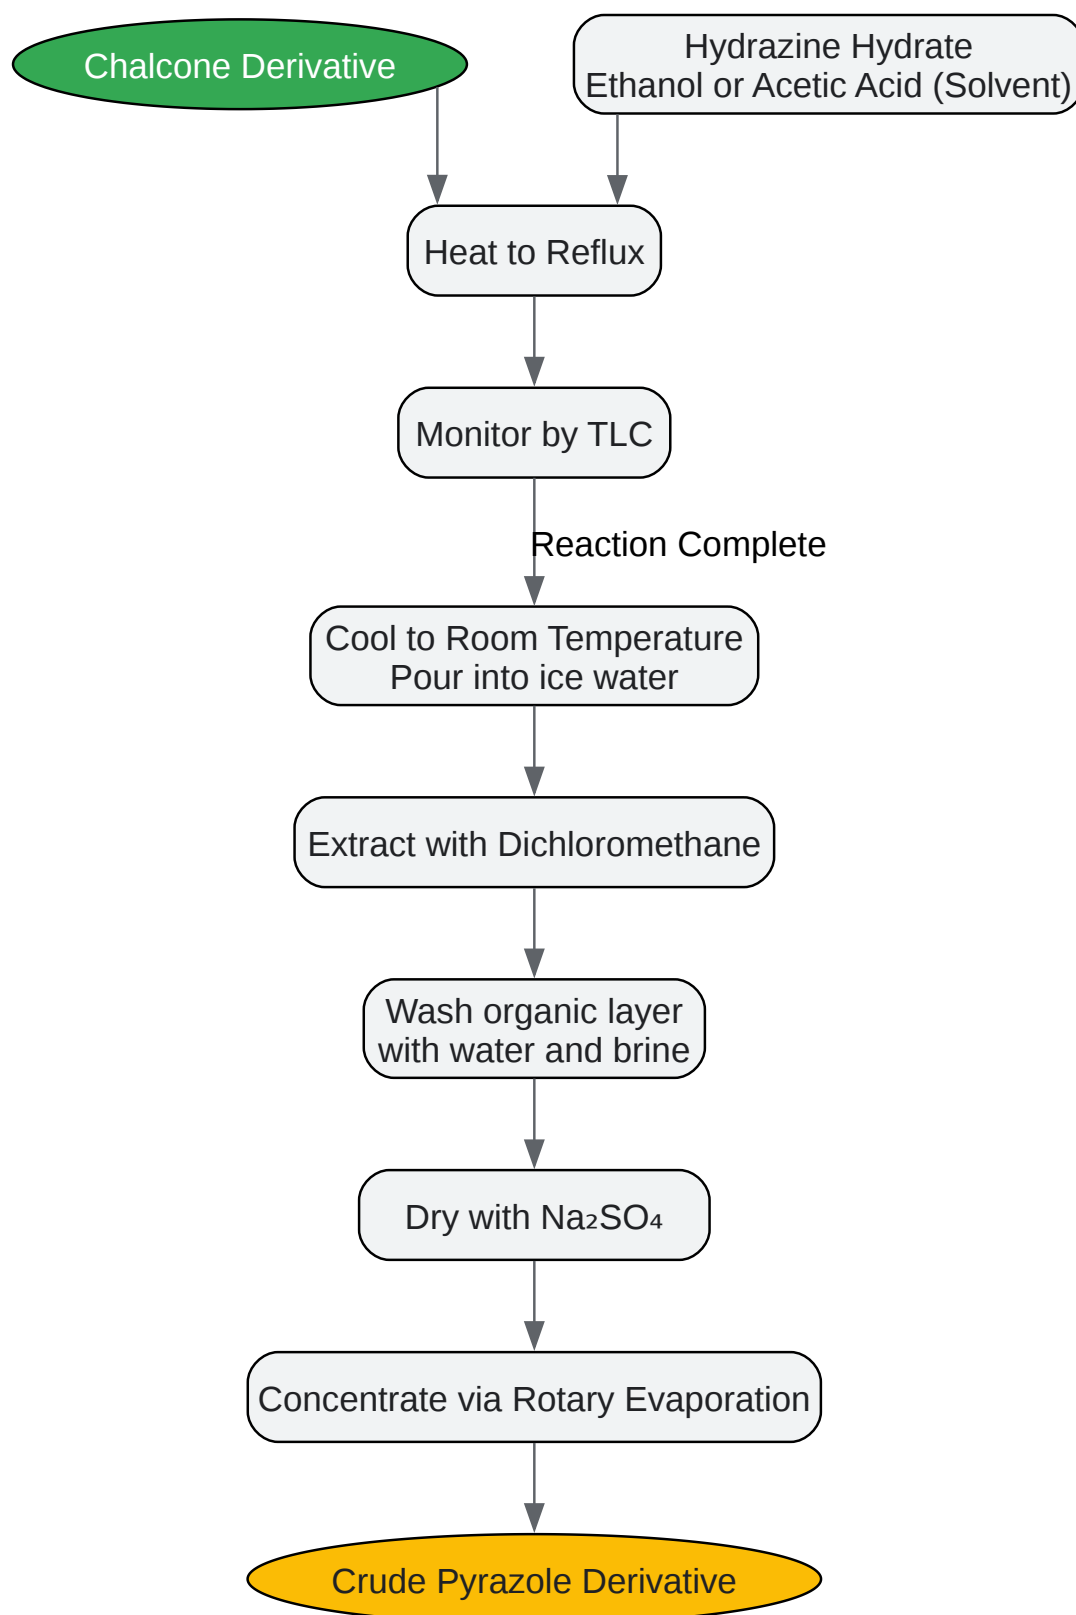 Chalcone Derivative
Hydrazine Hydrate
Ethanol or Acetic Acid (Solvent)
Heat to Reflux
Monitor by TLC
Reaction Complete
Cool to Room Temperature
Pour into ice water
Extract with Dichloromethane
Wash organic layer
with water and brine
Dry with Na₂SO₄
Concentrate via Rotary Evaporation
Crude Pyrazole Derivative